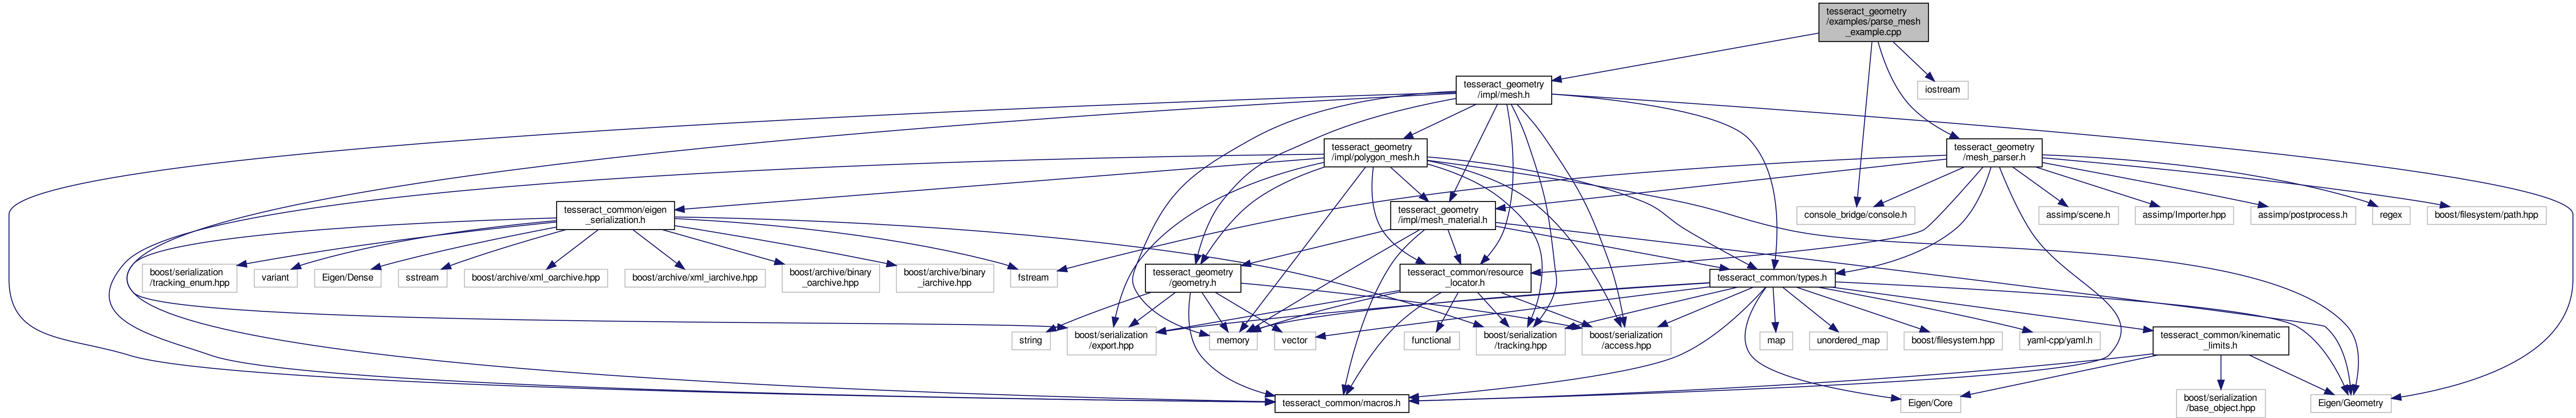 tesseract_geometry
/examples/parse_mesh
_example.cpp
tesseract_geometry
/impl/mesh.h
iostream
tesseract_geometry
/impl/polygon_mesh.h
tesseract_geometry
/mesh_parser.h
tesseract_common/eigen
_serialization.h
tesseract_geometry
/impl/mesh_material.h
console_bridge/console.h
assimp/scene.h
assimp/Importer.hpp
assimp/postprocess.h
regex
boost/filesystem/path.hpp
boost/serialization
/tracking_enum.hpp
variant
Eigen/Dense
sstream
boost/archive/xml_oarchive.hpp
boost/archive/xml_iarchive.hpp
boost/archive/binary
_oarchive.hpp
boost/archive/binary
_iarchive.hpp
fstream
tesseract_geometry
/geometry.h
tesseract_common/resource
_locator.h
tesseract_common/types.h
string
boost/serialization
/export.hpp
memory
vector
functional
boost/serialization
/tracking.hpp
boost/serialization
/access.hpp
map
unordered_map
boost/filesystem.hpp
yaml-cpp/yaml.h
tesseract_common/kinematic
_limits.h
tesseract_common/macros.h
Eigen/Core
boost/serialization
/base_object.hpp
Eigen/Geometry